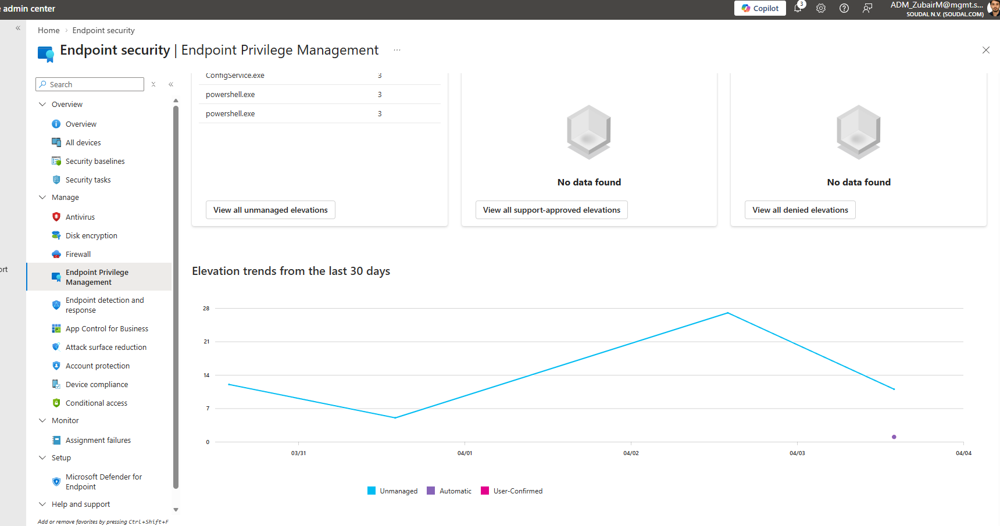 admin center
Copilot
3
ADM_ZubairM@mgmt.s...
SOUDAL N.V. (SOUDAL.COM)
Home > Endpoint security
Endpoint security | Endpoint Privilege Management
...
Search
Overview
Overview
All devices
Security baselines
Security tasks
Manage
Antivirus
Disk encryption
Firewall
Endpoint Privilege
Management
Endpoint detection and
response
App Control for Business
Attack surface reduction
Account protection
Device compliance
Conditional access
Monitor
Assignment failures
Setup
Microsoft Defender for
Endpoint
Help and support
Add or remove favorites by pressing Ctrl+Shift+F
ort
ConfigService.exe 3
powershell.exe 3
powershell.exe 3
View all unmanaged elevations
No data found
View all support-approved elevations
No data found
View all denied elevations
Elevation trends from the last 30 days
28
21
14
7
0
03/31 04/01 04/02 04/03 04/04
Unmanaged Automatic User-Confirmed